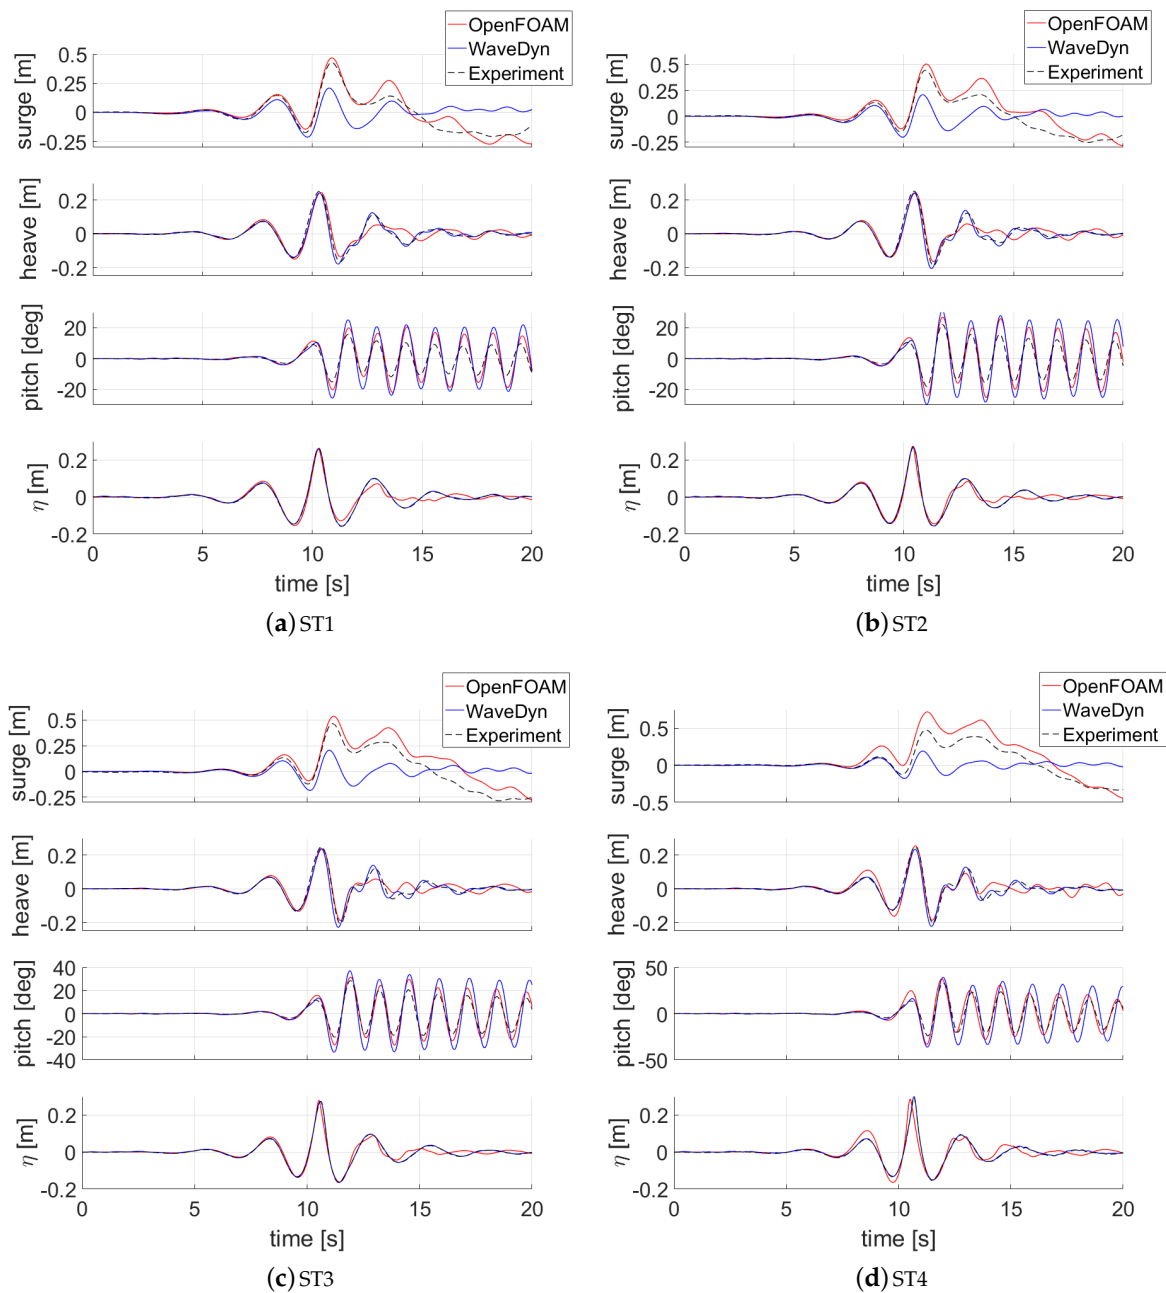 OpenFOAM
WaveDyn
Experiment
surge [m]
0.5
0.25
0
-0.25
heave [m]
0.2
0
-0.2
pitch [deg]
20
0
-20
η [m]
0.2
0
-0.2
0 5 10 15 20
time [s]
(a) ST1
OpenFOAM
WaveDyn
Experiment
surge [m]
0.5
0.25
0
-0.25
heave [m]
0.2
0
-0.2
pitch [deg]
20
0
-20
η [m]
0.2
0
-0.2
0 5 10 15 20
time [s]
(b) ST2
OpenFOAM
WaveDyn
Experiment
surge [m]
0.5
0.25
0
-0.25
heave [m]
0.2
0
-0.2
pitch [deg]
40
20
0
-20
-40
η [m]
0.2
0
-0.2
0 5 10 15 20
time [s]
(c) ST3
OpenFOAM
WaveDyn
Experiment
surge [m]
0.5
0
-0.5
heave [m]
0.2
0
-0.2
pitch [deg]
50
0
-50
η [m]
0.2
0
-0.2
0 5 10 15 20
time [s]
(d) ST4